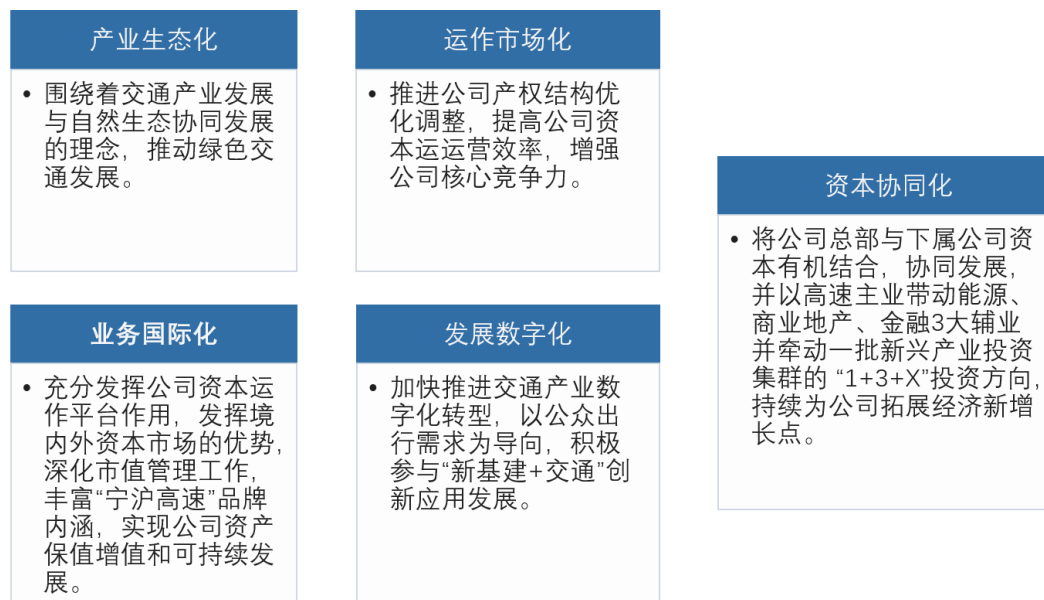 产业生态化
• 围绕着交通产业发展
与自然生态协同发展
的理念，推动绿色交
通发展。
运作市场化
• 推进公司产权结构优
化调整，提高公司资
本运运营效率，增强
公司核心竞争力。
业务国际化
• 充分发挥公司资本运
作平台作用，发挥境
内外资本市场的优势，
深化市值管理工作，
丰富“宁沪高速”品牌
内涵，实现公司资产
保值增值和可持续发
展。
发展数字化
• 加快推进交通产业数
字化转型，以公众出
行需求为导向，积极
参与“新基建+交通”创
新应用发展。
资本协同化
• 将公司总部与下属公司资
本有机结合，协同发展，
并以高速主业带动能源、
商业地产、金融3大辅业
并牵动一批新兴产业投资
集群的 “1+3+X”投资方向，
持续为公司拓展经济新增
长点。